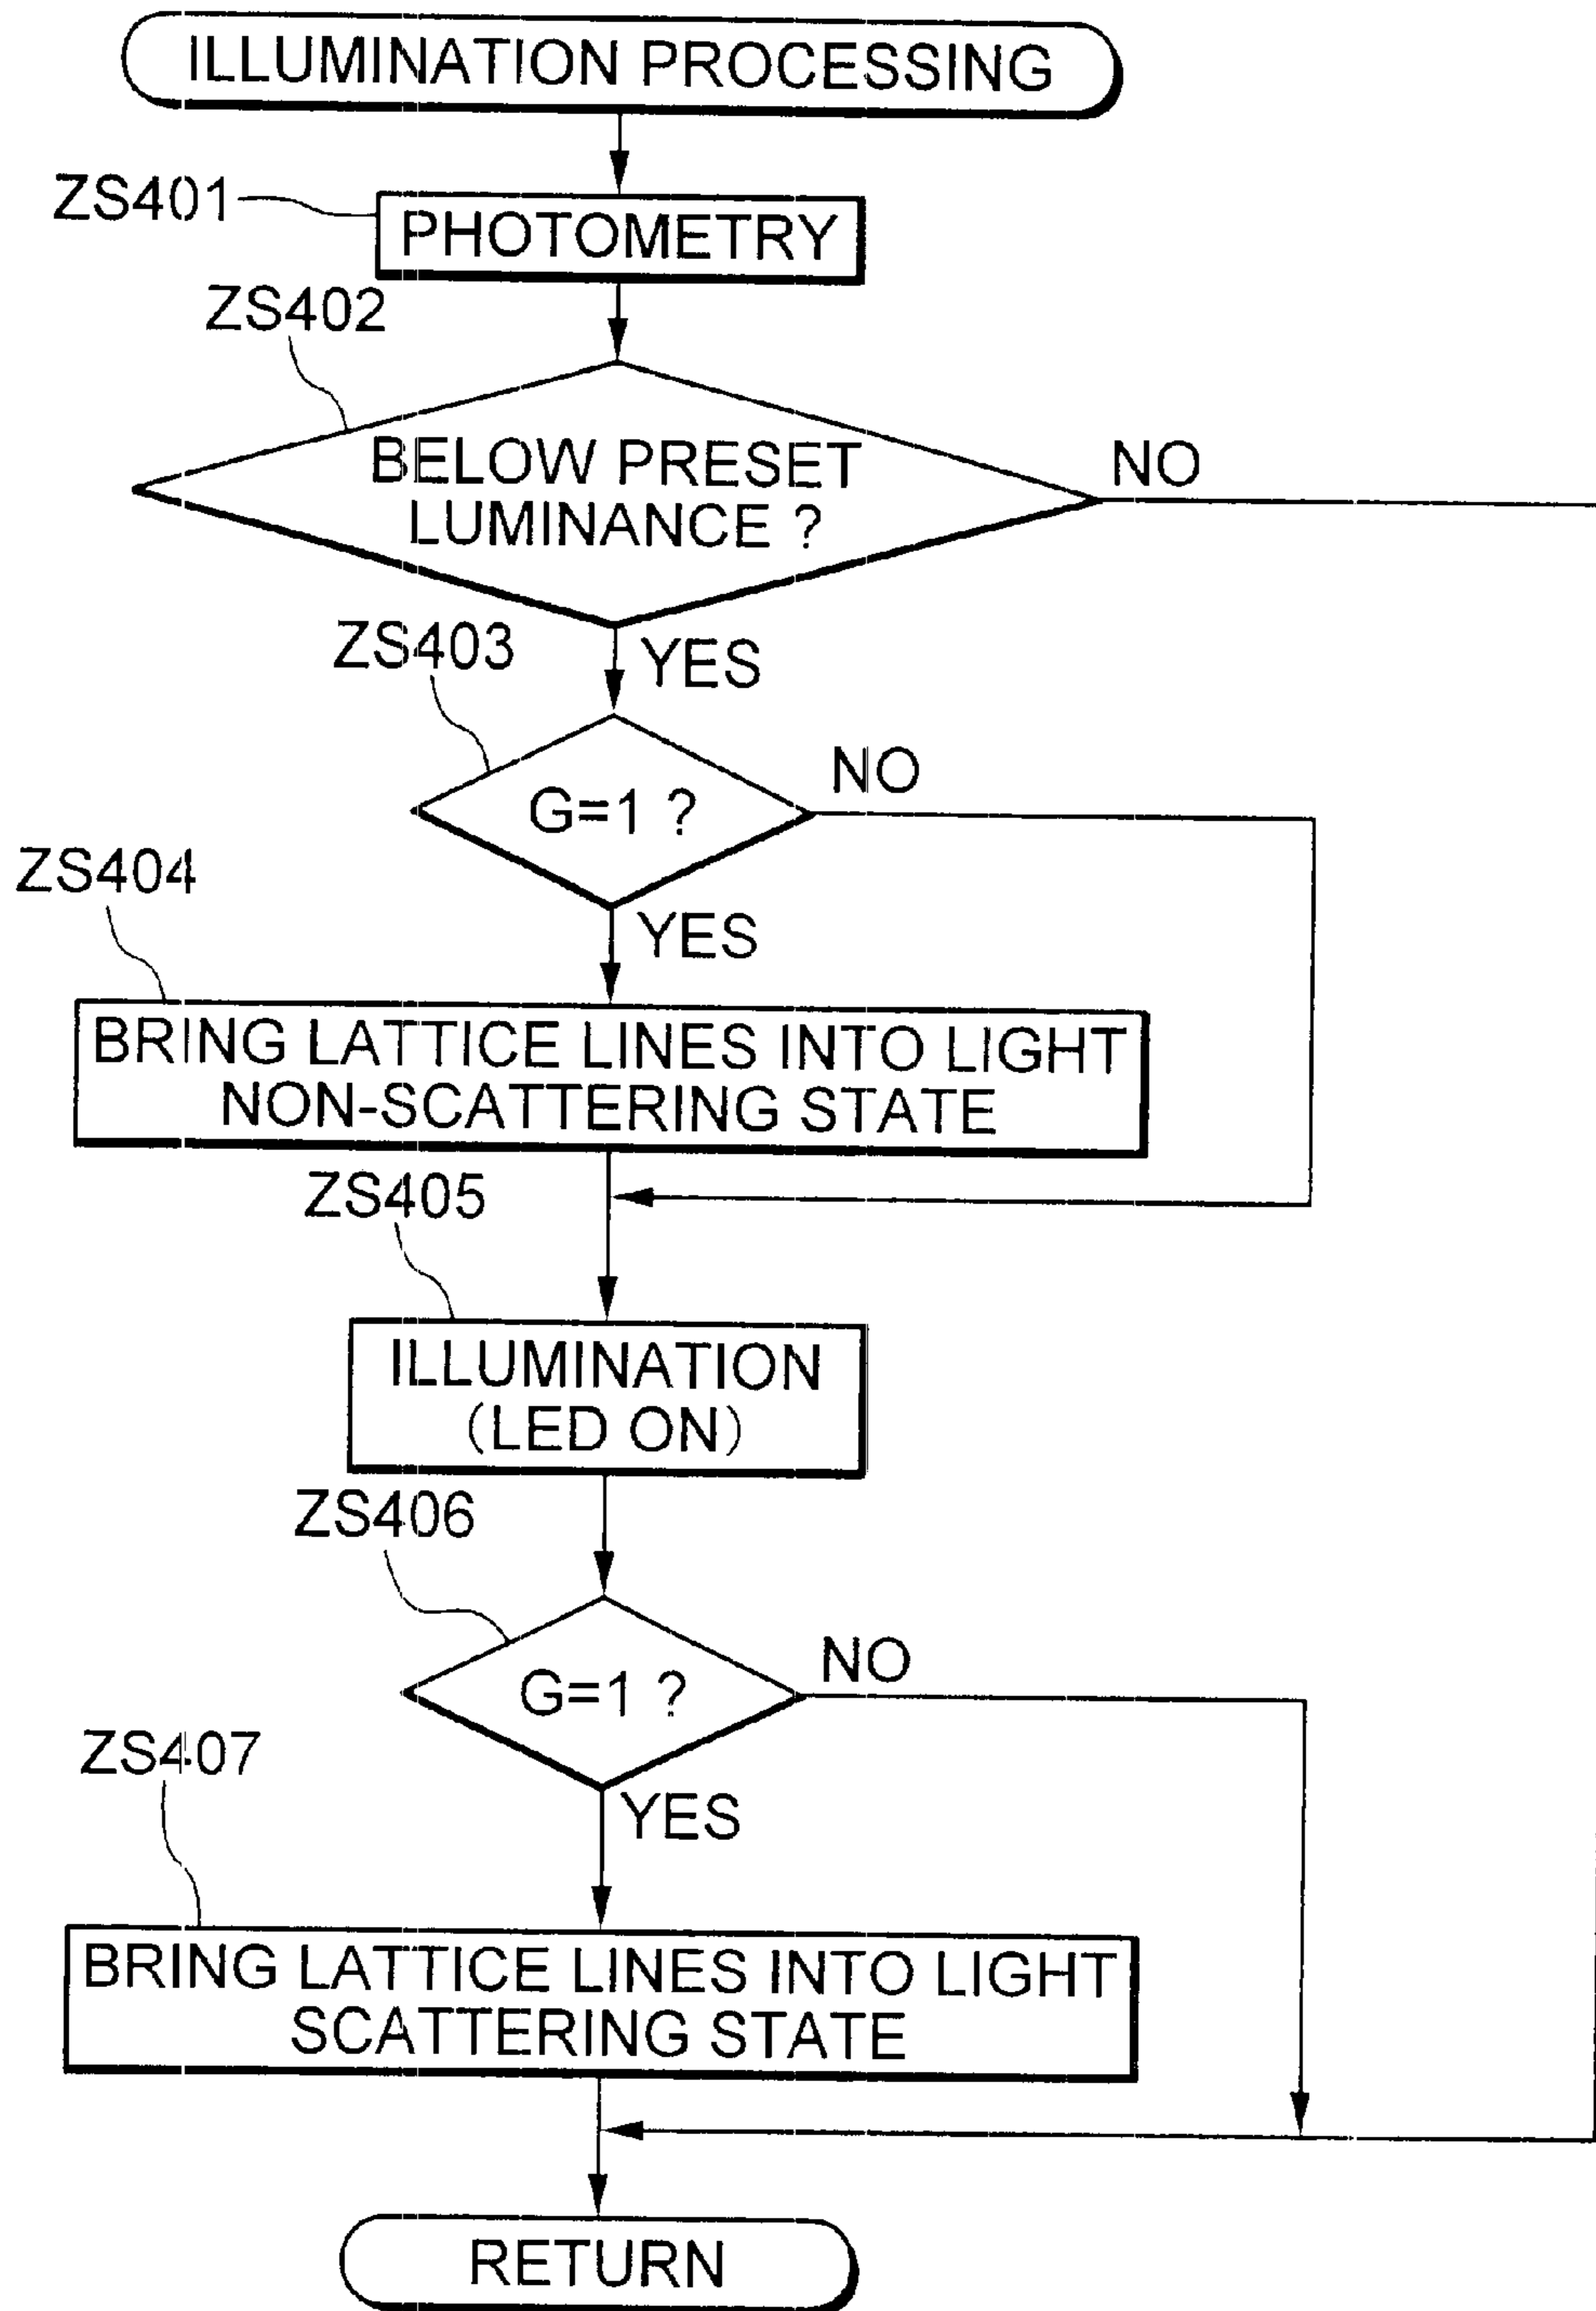 ILLUMINATION PROCESSING
ZS401
PHOTOMETRY
ZS402
BELOW PRESET
LUMINANCE ?
NO
YES
ZS403
G=1 ?
NO
YES
ZS404
BRING LATTICE LINES INTO LIGHT
NON-SCATTERING STATE
ZS405
ILLUMINATION
(LED ON)
ZS406
G=1 ?
NO
YES
ZS407
BRING LATTICE LINES INTO LIGHT
SCATTERING STATE
RETURN